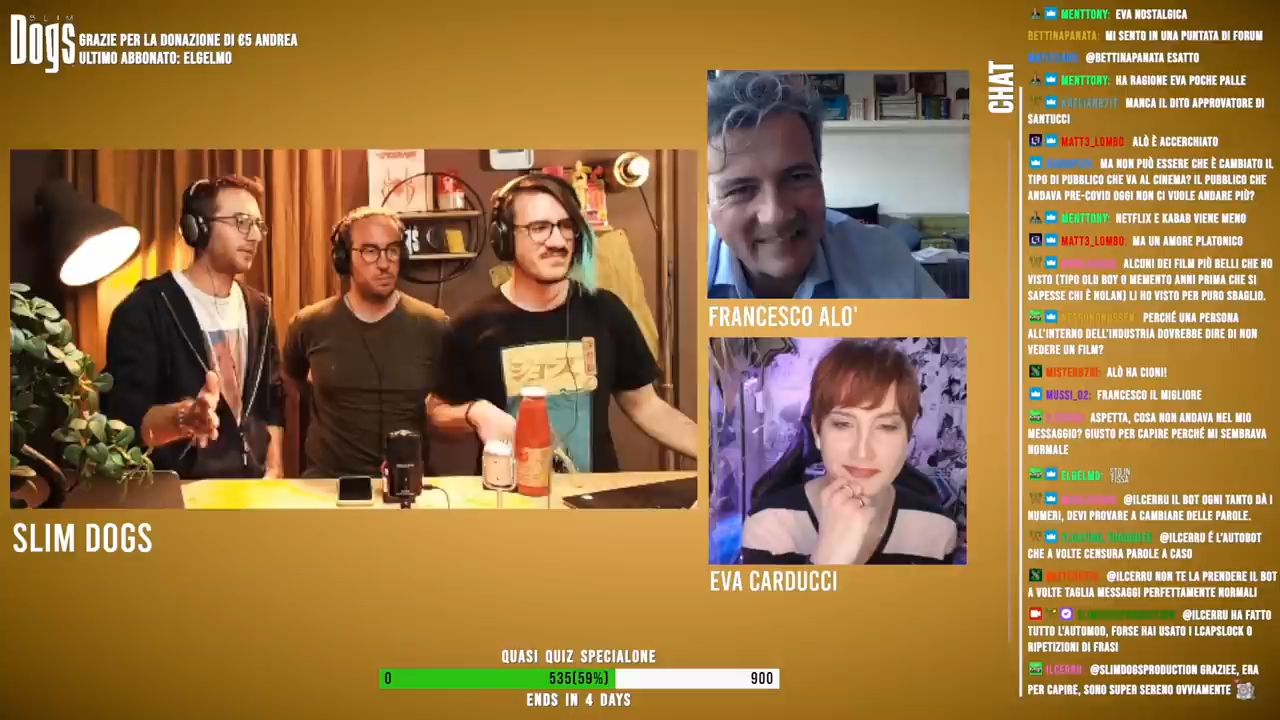 SLIM
Dogs
GRAZIE PER LA DONAZIONE DI €5 ANDREA
ULTIMO ABBONATO: ELGELMO
SLIM DOGS
FRANCESCO ALO'
EVA CARDUCCI
QUASI QUIZ SPECIALONE
0 535(59%) 900
ENDS IN 4 DAYS
CHAT
MENTTONY: EVA NOSTALGICA
BETTINAPANATA: MI SENTO IN UNA PUNTATA DI FORUM
@BETTINAPANATA ESATTO
MENTTONY: HA RAGIONE EVA POCHE PALLE
MANCA IL DITO APPROVATORE DI
SANTUCCI
MATT3_LOMBO: ALÒ È ACCERCHIATO
MA NON PUÒ ESSERE CHE È CAMBIATO IL
TIPO DI PUBBLICO CHE VA AL CINEMA? IL PUBBLICO CHE
ANDAVA PRE-COVID OGGI NON CI VUOLE ANDARE PIÙ?
MENTTONY: NETFLIX E KABAB VIENE MENO
MATT3_LOMBO: MA UN AMORE PLATONICO
ALCUNI DEI FILM PIÙ BELLI CHE HO
VISTO (TIPO OLD BOY O MEMENTO ANNI PRIMA CHE SI
SAPESSE CHI È NOLAN) LI HO VISTO PER PURO SBAGLIO.
PERCHÉ UNA PERSONA
ALL'INTERNO DELL'INDUSTRIA DOVREBBE DIRE DI NON
VEDERE UN FILM?
ALÒ HA CIONI!
MUSSI_02: FRANCESCO IL MIGLIORE
ASPETTA, COSA NON ANDAVA NEL MIO
MESSAGGIO? GIUSTO PER CAPIRE PERCHÉ MI SEMBRAVA
NORMALE
ELGELMO:
@ILCERRU IL BOT OGNI TANTO DÀ I
NUMERI, DEVI PROVARE A CAMBIARE DELLE PAROLE.
@ILCERRU É L'AUTOBOT
CHE A VOLTE CENSURA PAROLE A CASO
@ILCERRU NON TE LA PRENDERE IL BOT
A VOLTE TAGLIA MESSAGGI PERFETTAMENTE NORMALI
@ILCERRU HA FATTO
TUTTO L'AUTOMOD, FORSE HAI USATO I LCAPSLOCK O
RIPETIZIONI DI FRASI
ILCERRU: @SLIMDOGSPRODUCTION GRAZIEE, ERA
PER CAPIRE, SONO SUPER SERENO OVVIAMENTE